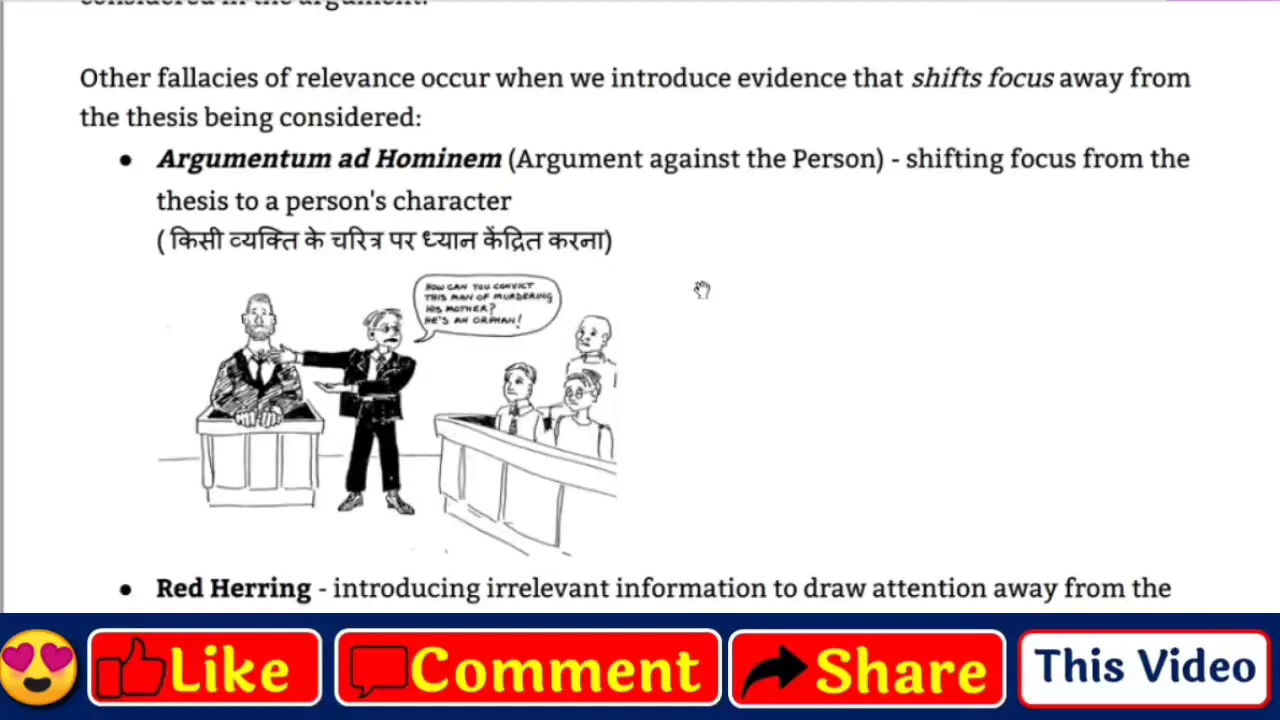 Other fallacies of relevance occur when we introduce evidence that shifts focus away from
the thesis being considered:
● Argumentum ad Hominem (Argument against the Person) - shifting focus from the
thesis to a person's character
( किसी व्यक्ति के चरित्र पर ध्यान केंद्रित करना)
HOW CAN YOU CONVICT
THIS MAN OF MURDERING
HIS MOTHER?
HE'S AN ORPHAN!
● Red Herring - introducing irrelevant information to draw attention away from the
Like
Comment
Share
This Video